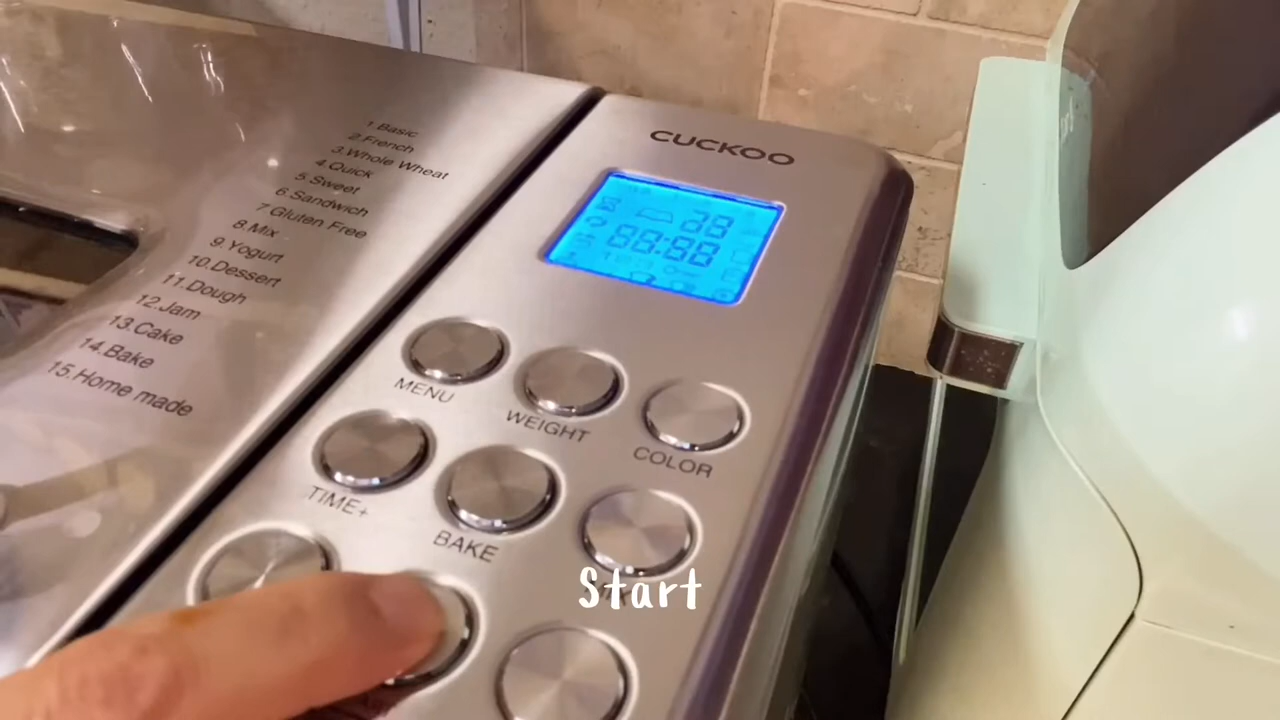 1.Basic
2.French
3.Whole Wheat
4.Quick
5.Sweet
6.Sandwich
7 Gluten Free
8.Mix
9.Yogurt
10.Dessert
11.Dough
12.Jam
13.Cake
14.Bake
15.Home made
CUCKOO
38
88:88
MENU
WEIGHT
COLOR
TIME+
BAKE
Start